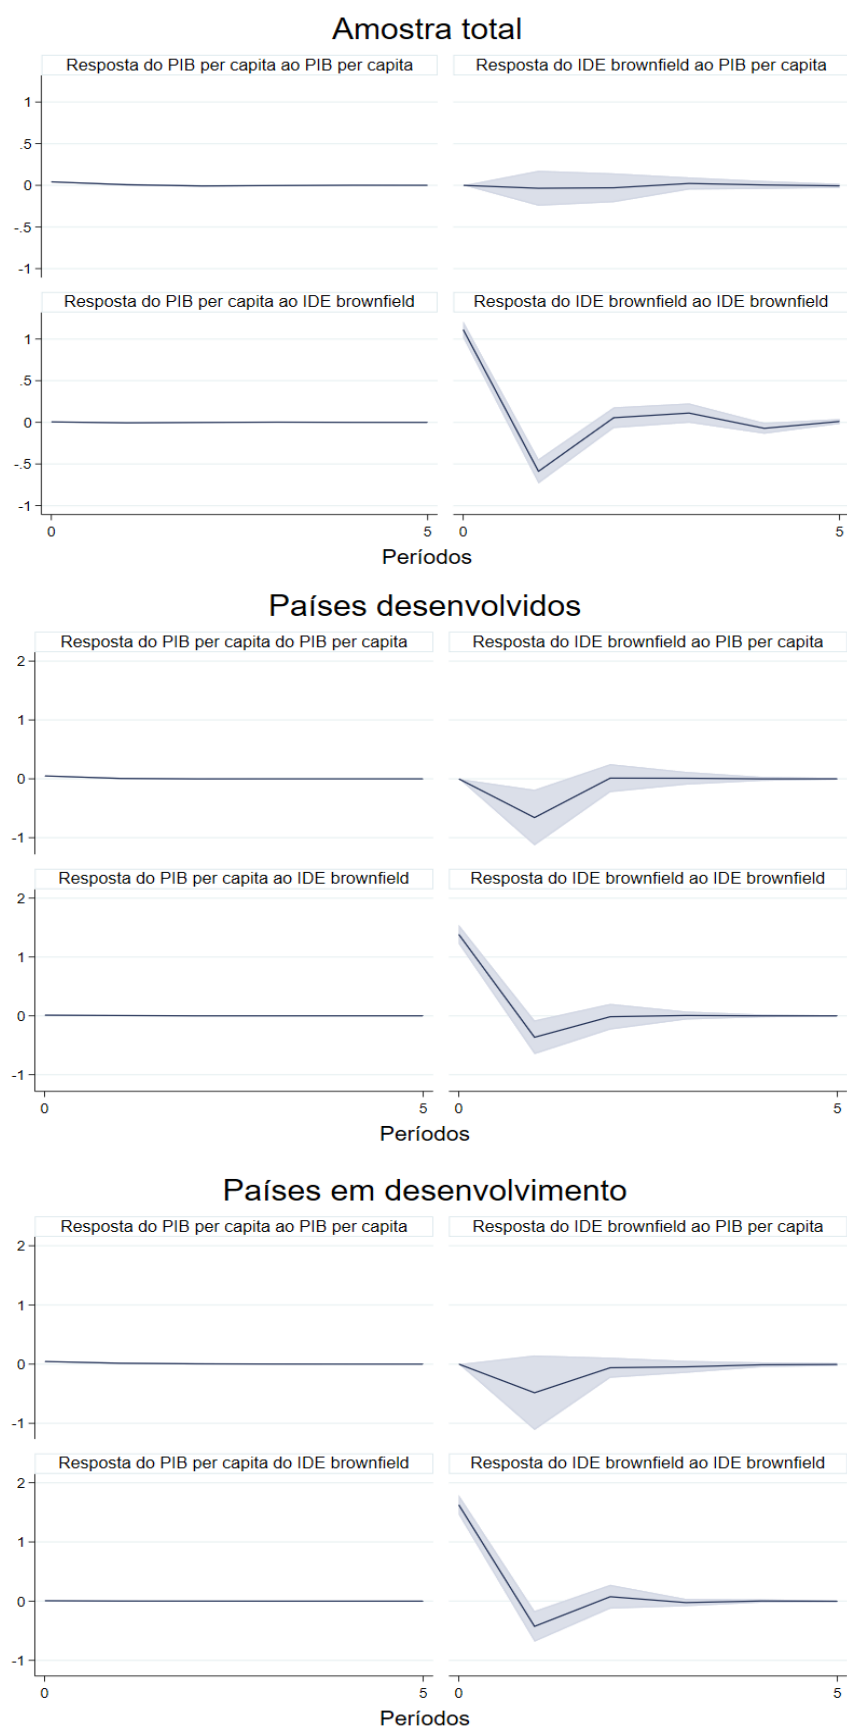 Amostra total
Resposta do PIB per capita ao PIB per capita
Resposta do IDE brownfield ao PIB per capita
1
.5
0
-.5
-1
Resposta do PIB per capita ao IDE brownfield
Resposta do IDE brownfield ao IDE brownfield
1
.5
0
-.5
-1
0 5 0 5
Períodos
Países desenvolvidos
Resposta do PIB per capita do PIB per capita
Resposta do IDE brownfield ao PIB per capita
2
1
0
-1
Resposta do PIB per capita ao IDE brownfield
Resposta do IDE brownfield ao IDE brownfield
2
1
0
-1
0 5 0 5
Períodos
Países em desenvolvimento
Resposta do PIB per capita ao PIB per capita
Resposta do IDE brownfield ao PIB per capita
2
1
0
-1
Resposta do PIB per capita do IDE brownfield
Resposta do IDE brownfield ao IDE brownfield
2
1
0
-1
0 5 0 5
Períodos